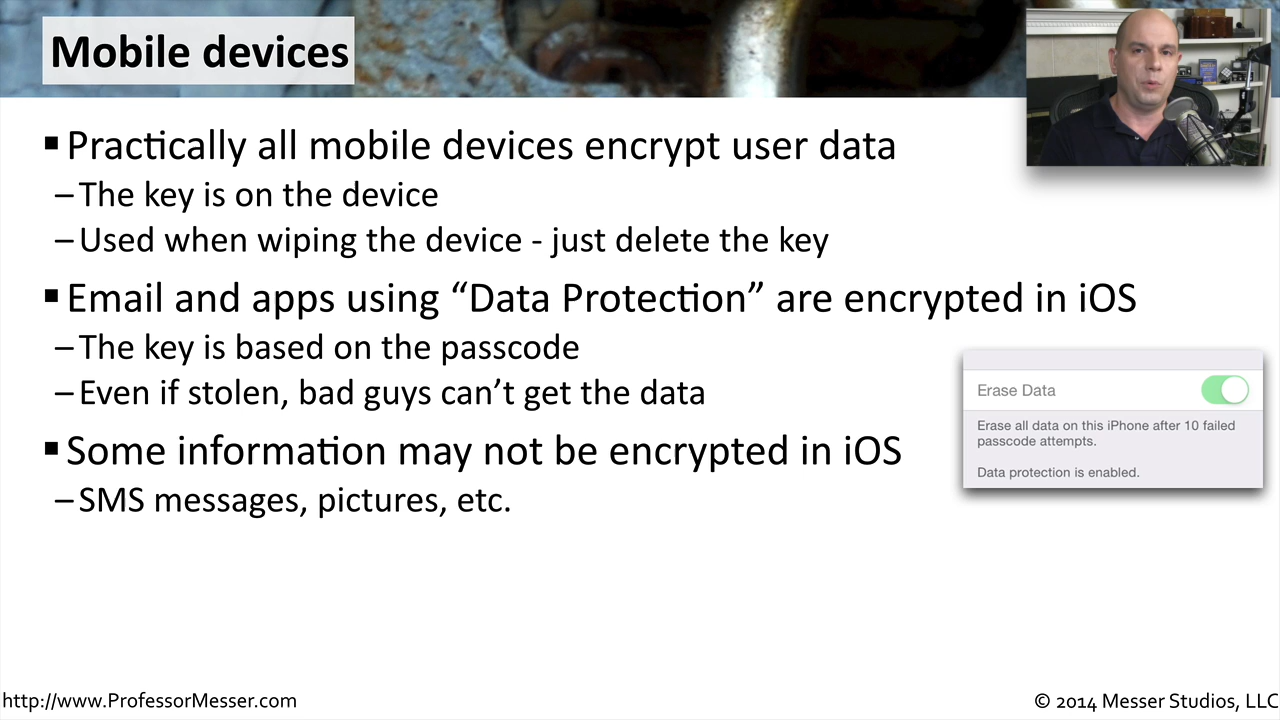 Mobile devices
▪ Practically all mobile devices encrypt user data
– The key is on the device
– Used when wiping the device - just delete the key
▪ Email and apps using “Data Protection” are encrypted in iOS
– The key is based on the passcode
– Even if stolen, bad guys can’t get the data
▪ Some information may not be encrypted in iOS
– SMS messages, pictures, etc.
Erase Data
Erase all data on this iPhone after 10 failed
passcode attempts.
Data protection is enabled.
http://www.ProfessorMesser.com
© 2014 Messer Studios, LLC